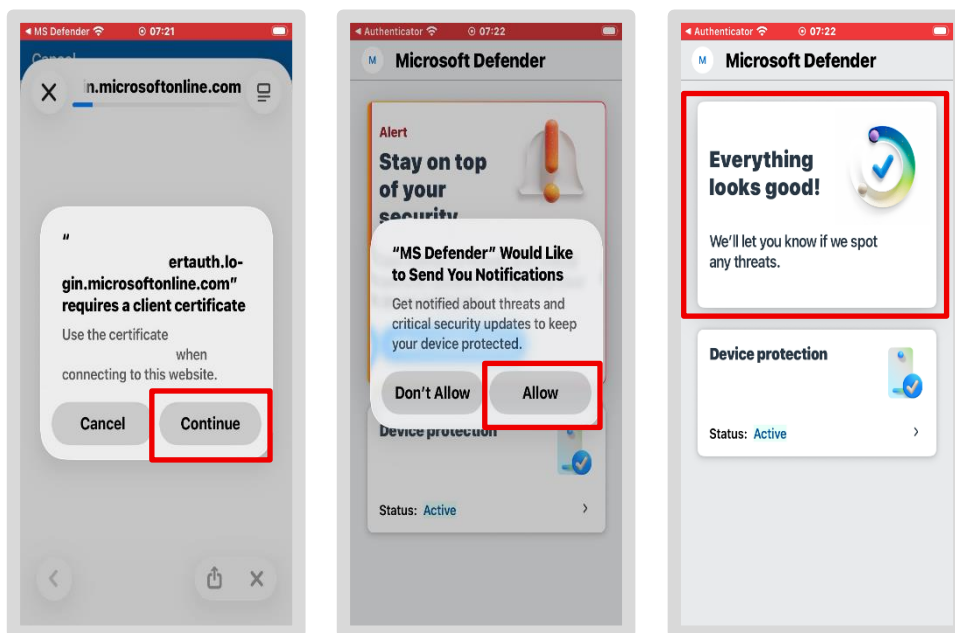 MS Defender 07:21
Cancel
n.microsoftonline.com
"
ertauth.lo-
gin.microsoftonline.com"
requires a client certificate
Use the certificate
when
connecting to this website.
Cancel Continue
Authenticator 07:22
M Microsoft Defender
Alert
Stay on top
of your
security
"MS Defender" Would Like
to Send You Notifications
Get notified about threats and
critical security updates to keep
your device protected.
Don't Allow Allow
Device protection
Status: Active
Authenticator 07:22
M Microsoft Defender
Everything
looks good!
We'll let you know if we spot
any threats.
Device protection
Status: Active